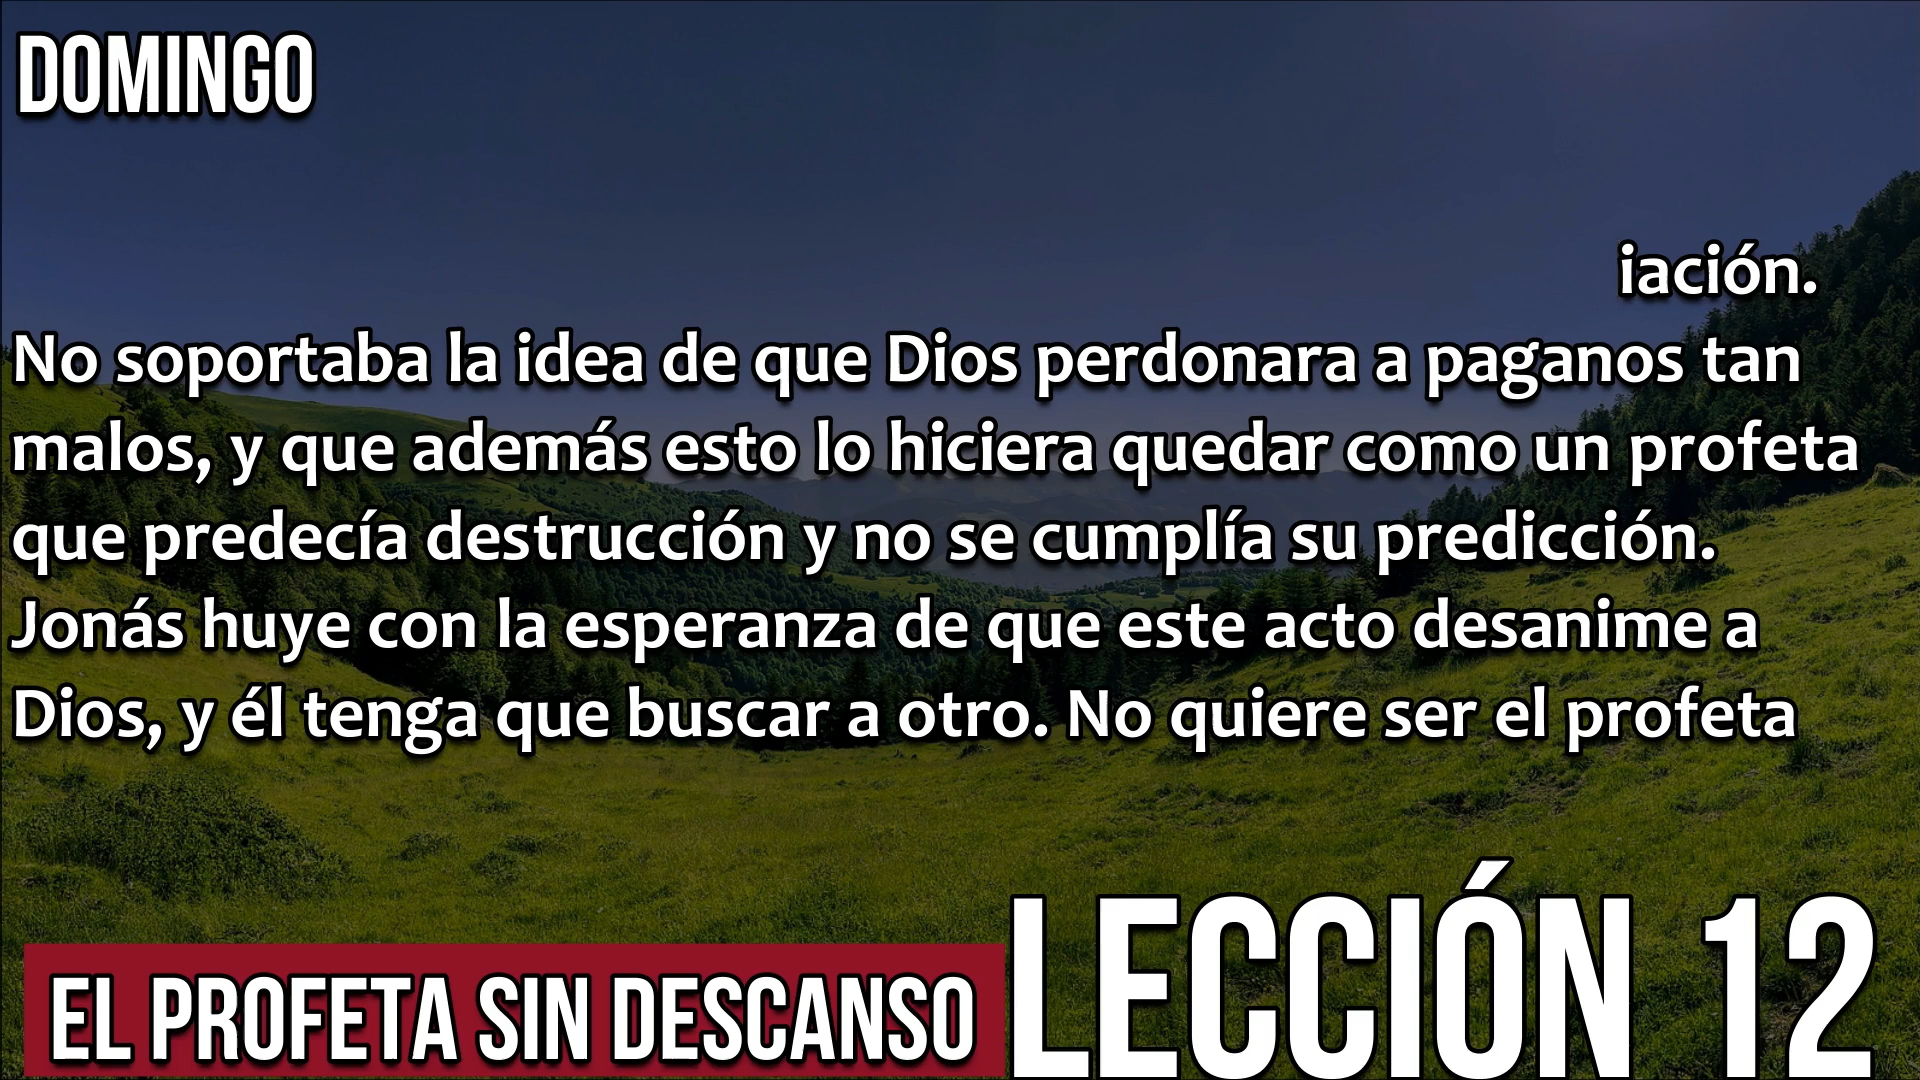 DOMINGO
iación.
No soportaba la idea de que Dios perdonara a paganos tan
malos, y que además esto lo hiciera quedar como un profeta
que predecía destrucción y no se cumplía su predicción.
Jonás huye con la esperanza de que este acto desanime a
Dios, y él tenga que buscar a otro. No quiere ser el profeta
EL PROFETA SIN DESCANSO
LECCIÓN 12